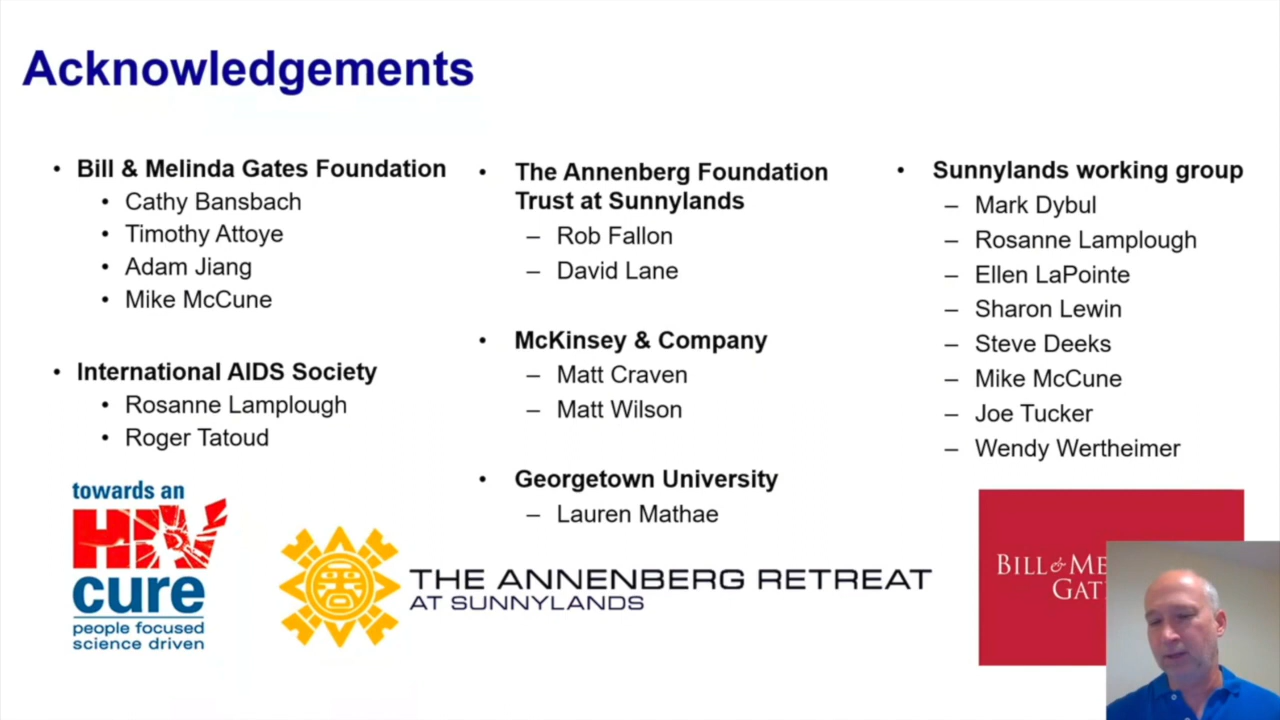 Acknowledgements
• Bill & Melinda Gates Foundation
• Cathy Bansbach
• Timothy Attoye
• Adam Jiang
• Mike McCune
• International AIDS Society
• Rosanne Lamplough
• Roger Tatoud
• The Annenberg Foundation
Trust at Sunnylands
– Rob Fallon
– David Lane
• McKinsey & Company
– Matt Craven
– Matt Wilson
• Georgetown University
– Lauren Mathae
• Sunnylands working group
– Mark Dybul
– Rosanne Lamplough
– Ellen LaPointe
– Sharon Lewin
– Steve Deeks
– Mike McCune
– Joe Tucker
– Wendy Wertheimer
towards an
HIV
cure
people focused
science driven
THE ANNENBERG RETREAT
AT SUNNYLANDS
BILL &